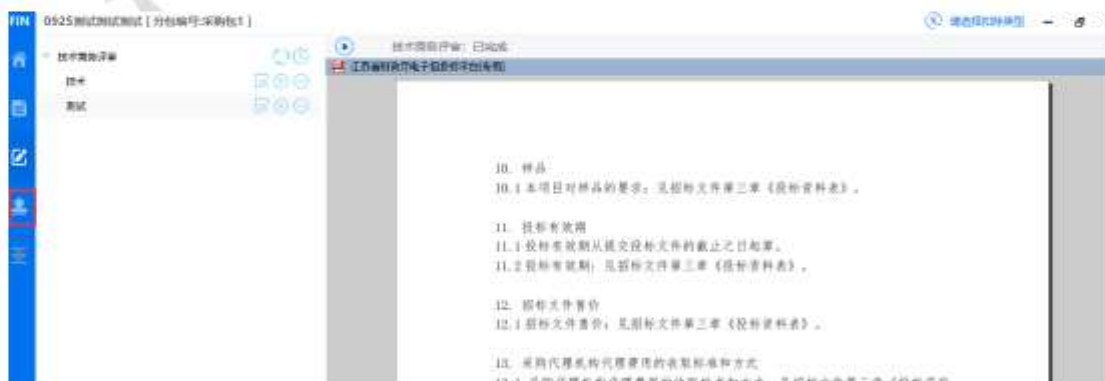 FiN 0925测试测试测试 [ 分包编号:采购包1 ]
技术商务评审
技术
测试
技术商务评审: 已完成
江苏省财政厅电子招投标平台(专用)
10. 样品
10.1 本项目对样品的要求：见招标文件第三章《投标资料表》。
11. 投标有效期
11.1 投标有效期从提交投标文件的截止之日起算。
11.2 投标有效期：见招标文件第三章《投标资料表》。
12. 招标文件售价
12.1 招标文件售价：见招标文件第三章《投标资料表》。
13. 采购代理机构代理费用的收取标准和方式